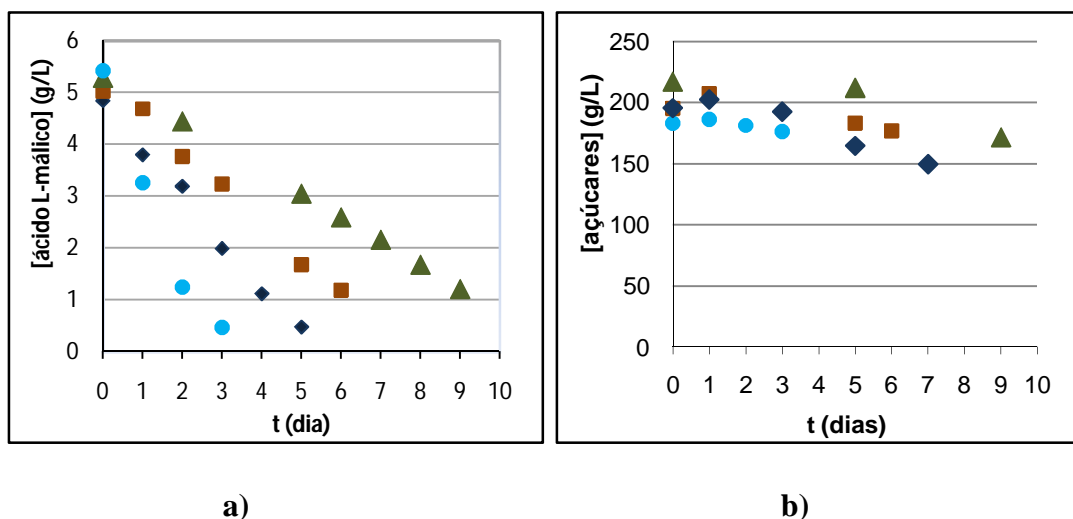 [ácido L-málico] (g/L)
6
5
4
3
2
1
0
0 1 2 3 4 5 6 7 8 9 10
t (dia)
[açúcares] (g/L)
250
200
150
100
50
0
0 1 2 3 4 5 6 7 8 9 10
t (dias)
a) b)